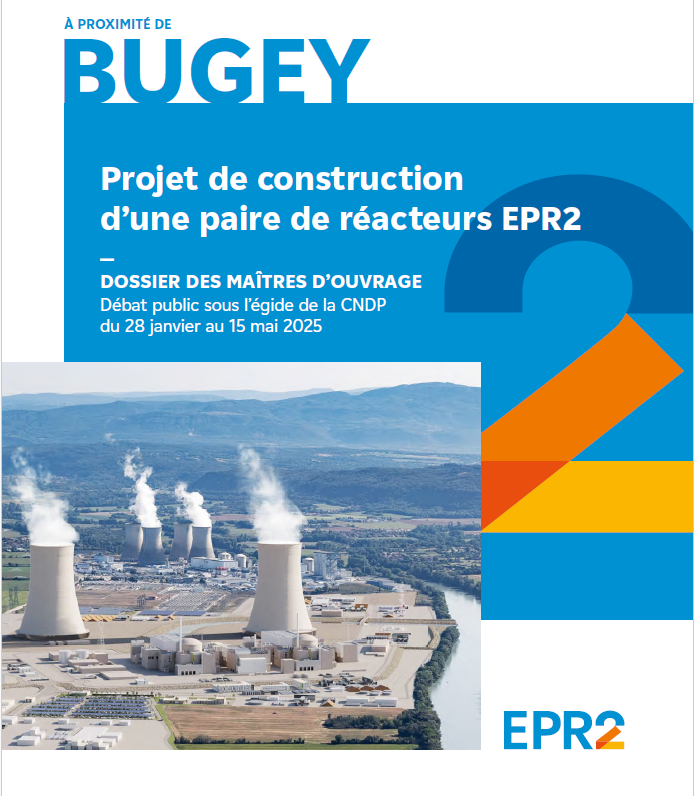 À PROXIMITÉ DE
BUGEY
Projet de construction
d’une paire de réacteurs EPR2
–
DOSSIER DES MAÎTRES D’OUVRAGE
Débat public sous l’égide de la CNDP
du 28 janvier au 15 mai 2025
2
EPR2